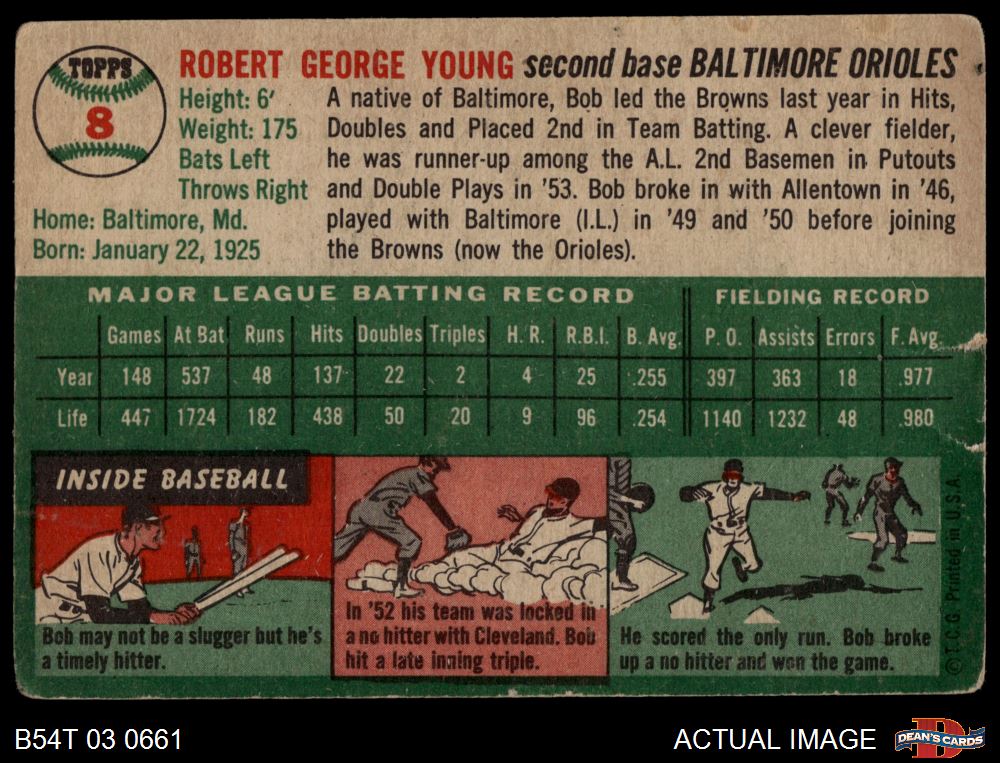 TOPPS
8
ROBERT GEORGE YOUNG second base BALTIMORE ORIOLES
Height: 6'
Weight: 175
Bats Left
Throws Right
Home: Baltimore, Md.
Born: January 22, 1925
A native of Baltimore, Bob led the Browns last year in Hits,
Doubles and Placed 2nd in Team Batting. A clever fielder,
he was runner-up among the A.L. 2nd Basemen in Putouts
and Double Plays in '53. Bob broke in with Allentown in '46,
played with Baltimore (I.L.) in '49 and '50 before joining
the Browns (now the Orioles).
MAJOR LEAGUE BATTING RECORD FIELDING RECORD
Games At Bat Runs Hits Doubles Triples H. R. R.B.I. B. Avg. P. O. Assists Errors F. Avg.
Year 148 537 48 137 22 2 4 25 .255 397 363 18 .977
Life 447 1724 182 438 50 20 9 96 .254 1140 1232 48 .980
INSIDE BASEBALL
Bob may not be a slugger but he's
a timely hitter.
In '52 his team was locked in
a no hitter with Cleveland. Bob
hit a late inning triple.
He scored the only run. Bob broke
up a no hitter and won the game.
© T.C.G. Printed in U.S.A.
B54T 03 0661
ACTUAL IMAGE
DEAN'S CARDS